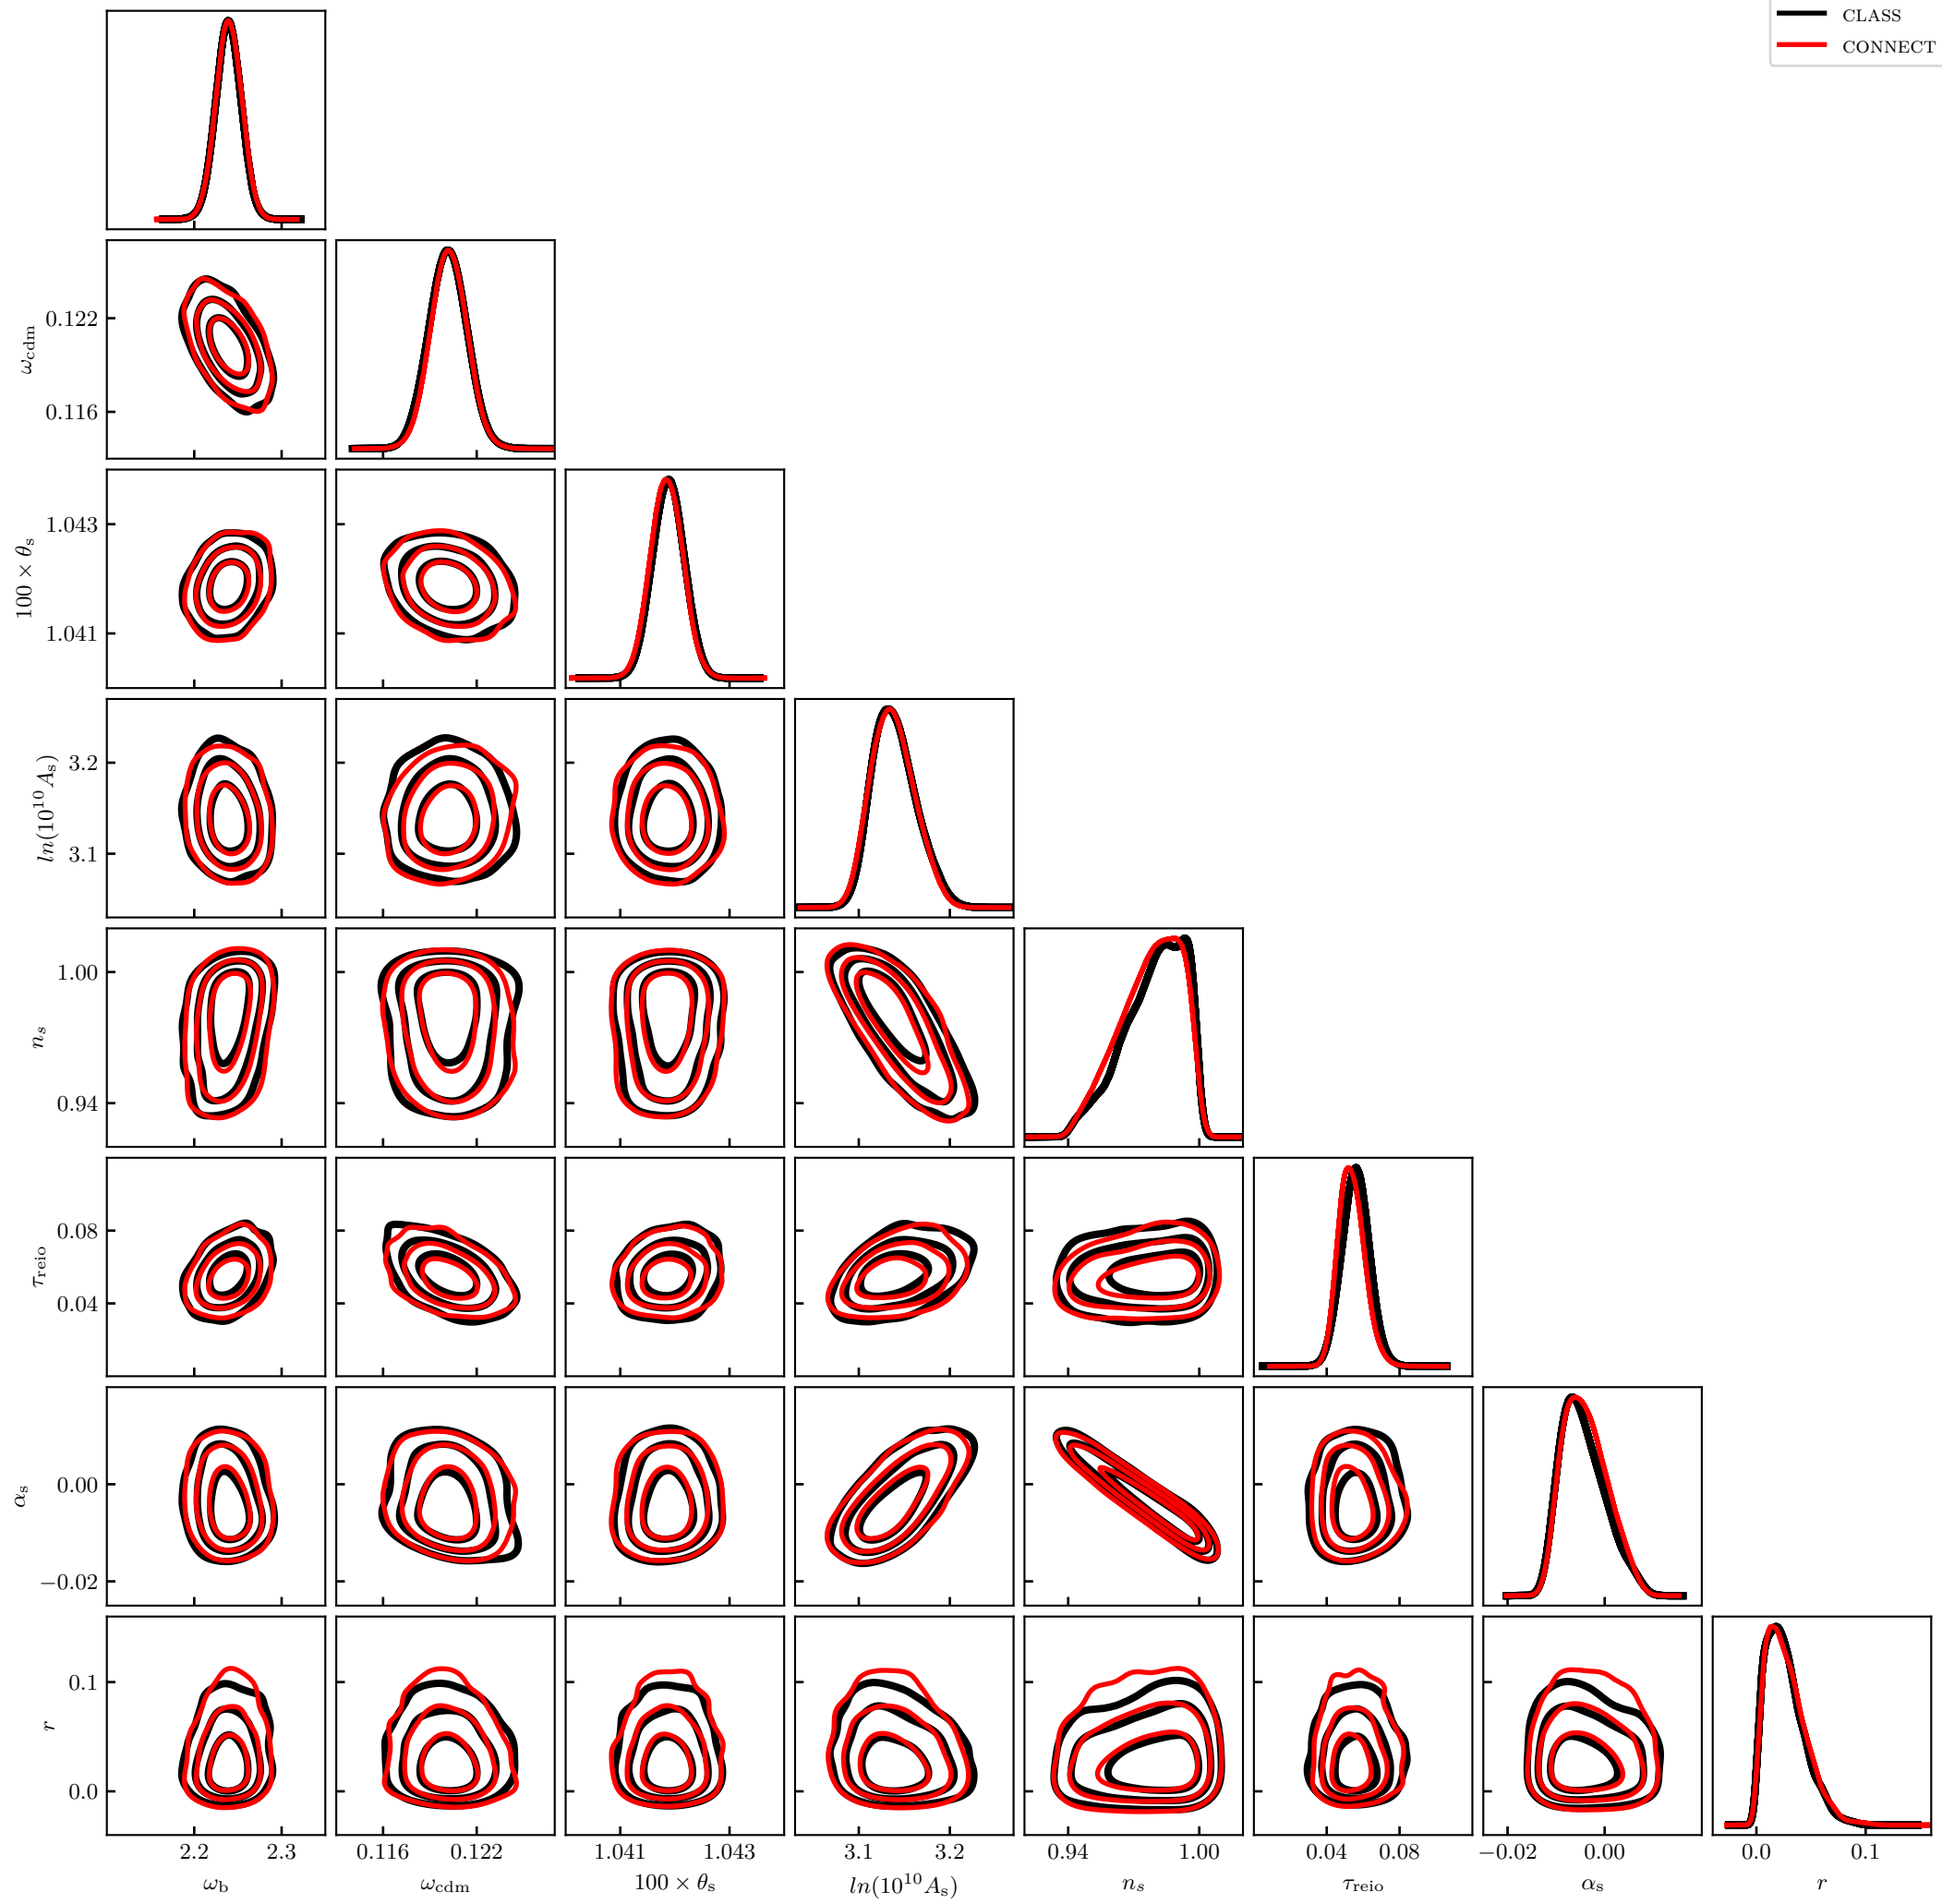 CLASS
CONNECT
0.122
0.116
ω_cdm
1.043
1.041
100 × θ_s
3.2
3.1
ln(10^10 A_s)
1.00
0.94
n_s
0.08
0.04
τ_reio
0.00
−0.02
α_s
0.1
0.0
r
2.2 2.3 0.116 0.122 1.041 1.043 3.1 3.2 0.94 1.00 0.04 0.08 −0.02 0.00 0.0 0.1
ω_b ω_cdm 100 × θ_s ln(10^10 A_s) n_s τ_reio α_s r